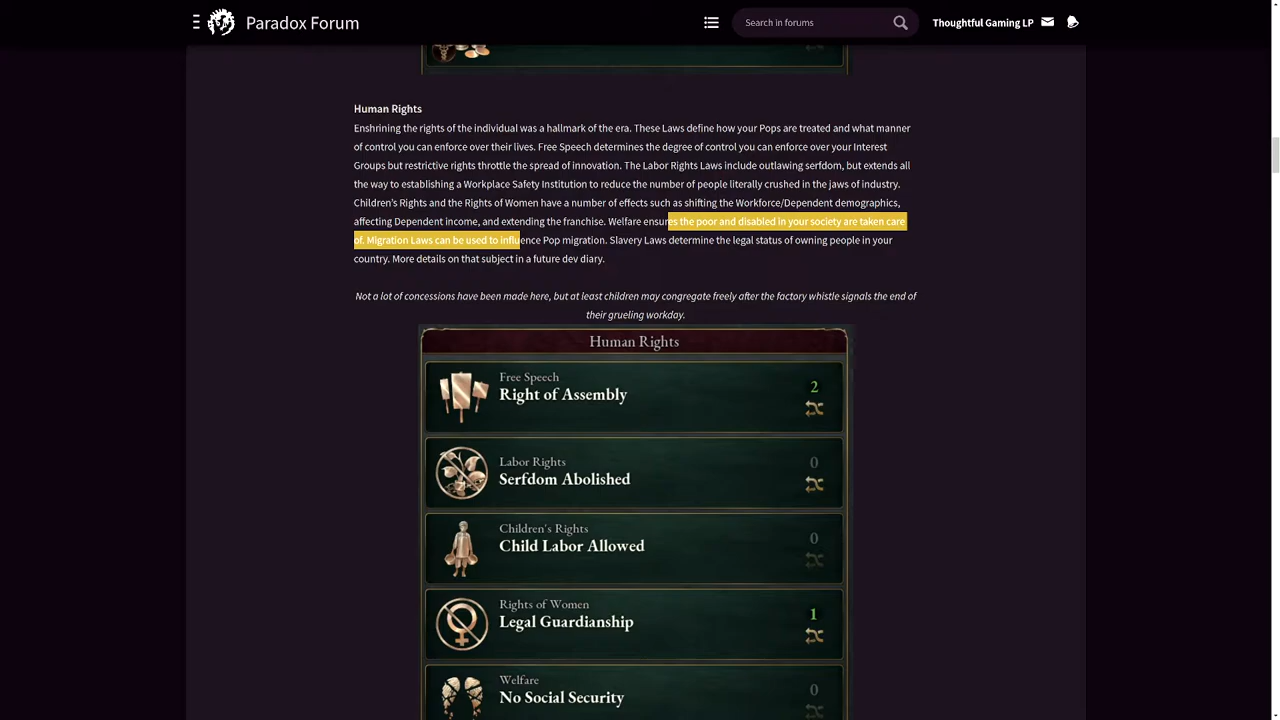 Paradox Forum
Search in forums
Thoughtful Gaming LP
Human Rights
Enshrining the rights of the individual was a hallmark of the era. These Laws define how your Pops are treated and what manner
of control you can enforce over their lives. Free Speech determines the degree of control you can enforce over your Interest
Groups but restrictive rights throttle the spread of innovation. The Labor Rights Laws include outlawing serfdom, but extends all
the way to establishing a Workplace Safety Institution to reduce the number of people literally crushed in the jaws of industry.
Children's Rights and the Rights of Women have a number of effects such as shifting the Workforce/Dependent demographics,
affecting Dependent income, and extending the franchise. Welfare ensures the poor and disabled in your society are taken care
of. Migration Laws can be used to influence Pop migration. Slavery Laws determine the legal status of owning people in your
country. More details on that subject in a future dev diary.
Not a lot of concessions have been made here, but at least children may congregate freely after the factory whistle signals the end of
their grueling workday.
Human Rights
Free Speech
Right of Assembly
2
Labor Rights
Serfdom Abolished
0
Children's Rights
Child Labor Allowed
0
Rights of Women
Legal Guardianship
1
Welfare
No Social Security
0